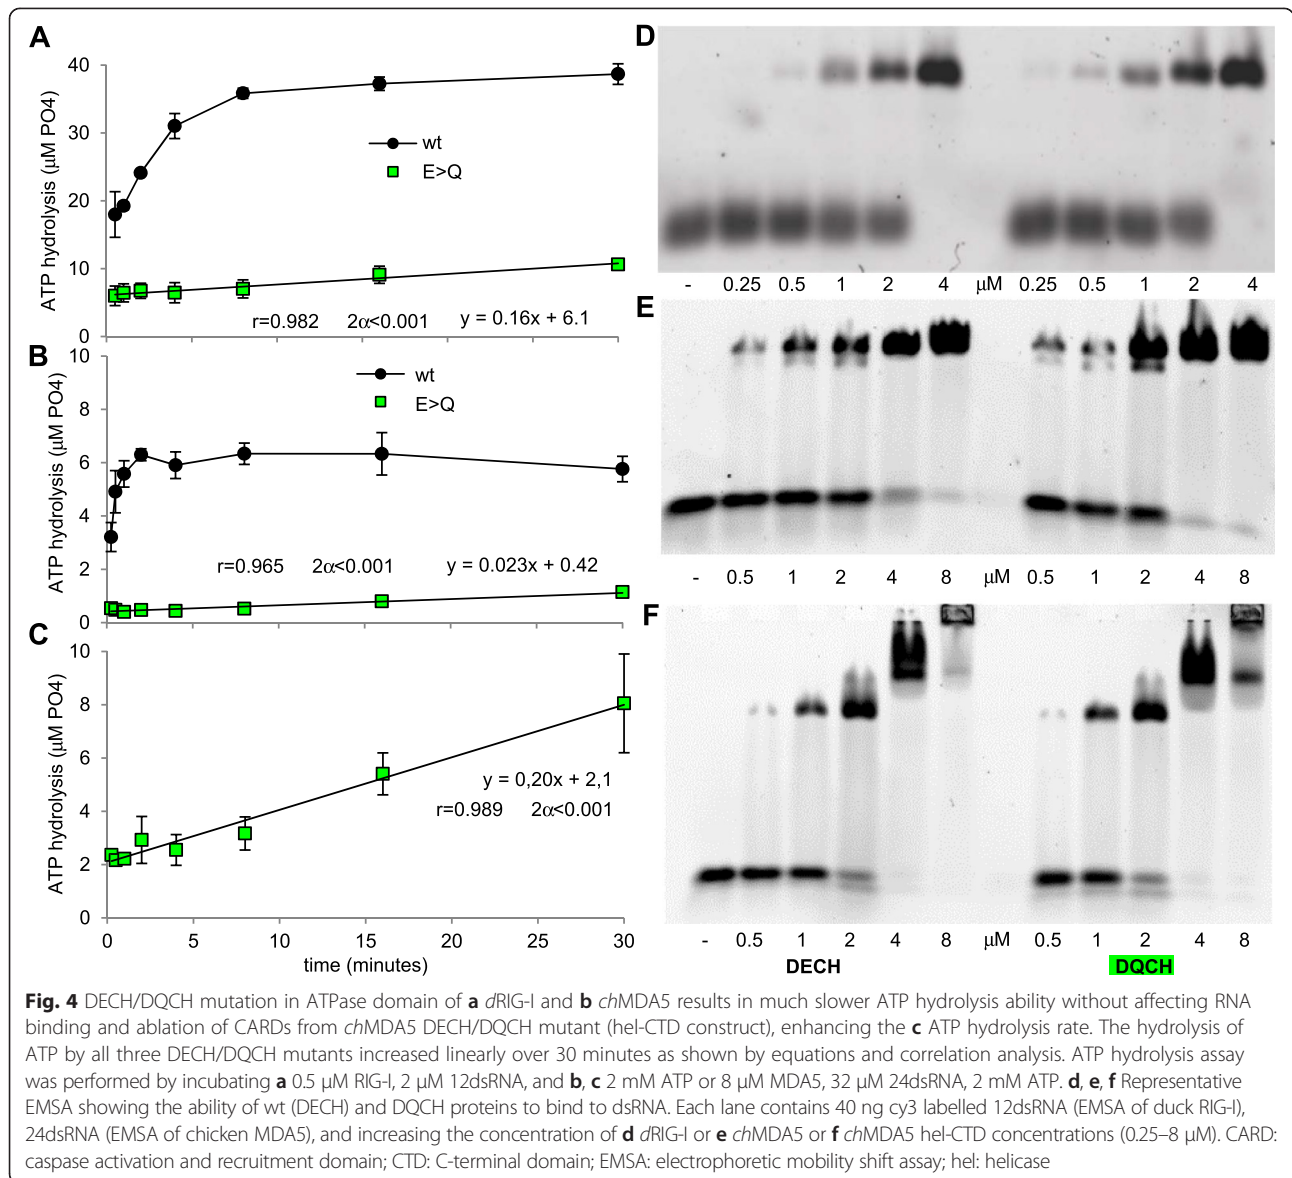 A
ATP hydrolysis (µM PO4)
40
30
20
10
0
wt
E>Q
r=0.982 2α<0.001 y = 0.16x + 6.1
B
ATP hydrolysis (µM PO4)
10
8
6
4
2
0
wt
E>Q
r=0.965 2α<0.001 y = 0.023x + 0.42
C
ATP hydrolysis (µM PO4)
10
8
6
4
2
0
y = 0,20x + 2,1
r=0.989 2α<0.001
0 5 10 15 20 25 30
time (minutes)
D
- 0.25 0.5 1 2 4 µM 0.25 0.5 1 2 4
E
- 0.5 1 2 4 8 µM 0.5 1 2 4 8
F
- 0.5 1 2 4 8 µM 0.5 1 2 4 8
DECH DQCH
Fig. 4 DECH/DQCH mutation in ATPase domain of a dRIG-I and b chMDA5 results in much slower ATP hydrolysis ability without affecting RNA
binding and ablation of CARDs from chMDA5 DECH/DQCH mutant (hel-CTD construct), enhancing the c ATP hydrolysis rate. The hydrolysis of
ATP by all three DECH/DQCH mutants increased linearly over 30 minutes as shown by equations and correlation analysis. ATP hydrolysis assay
was performed by incubating a 0.5 µM RIG-I, 2 µM 12dsRNA, and b, c 2 mM ATP or 8 µM MDA5, 32 µM 24dsRNA, 2 mM ATP. d, e, f Representative
EMSA showing the ability of wt (DECH) and DQCH proteins to bind to dsRNA. Each lane contains 40 ng cy3 labelled 12dsRNA (EMSA of duck RIG-I),
24dsRNA (EMSA of chicken MDA5), and increasing the concentration of d dRIG-I or e chMDA5 or f chMDA5 hel-CTD concentrations (0.25–8 µM). CARD:
caspase activation and recruitment domain; CTD: C-terminal domain; EMSA: electrophoretic mobility shift assay; hel: helicase